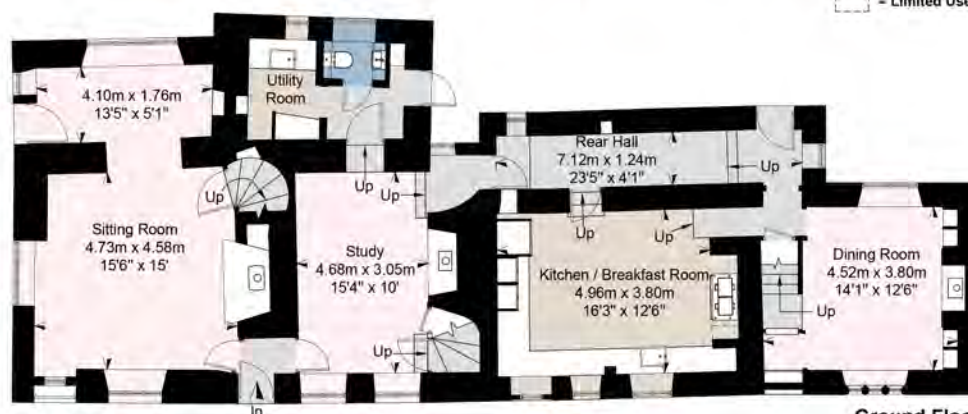 = Limited Use
4.10m x 1.76m
13'5" x 5'1"
Utility
Room
Rear Hall
7.12m x 1.24m
23'5" x 4'1"
Up
Up
Up
Up
Up
Up
Sitting Room
4.73m x 4.58m
15'6" x 15'
Study
4.68m x 3.05m
15'4" x 10'
Kitchen / Breakfast Room
4.96m x 3.80m
16'3" x 12'6"
Dining Room
4.52m x 3.80m
14'1" x 12'6"
Up
Up
In